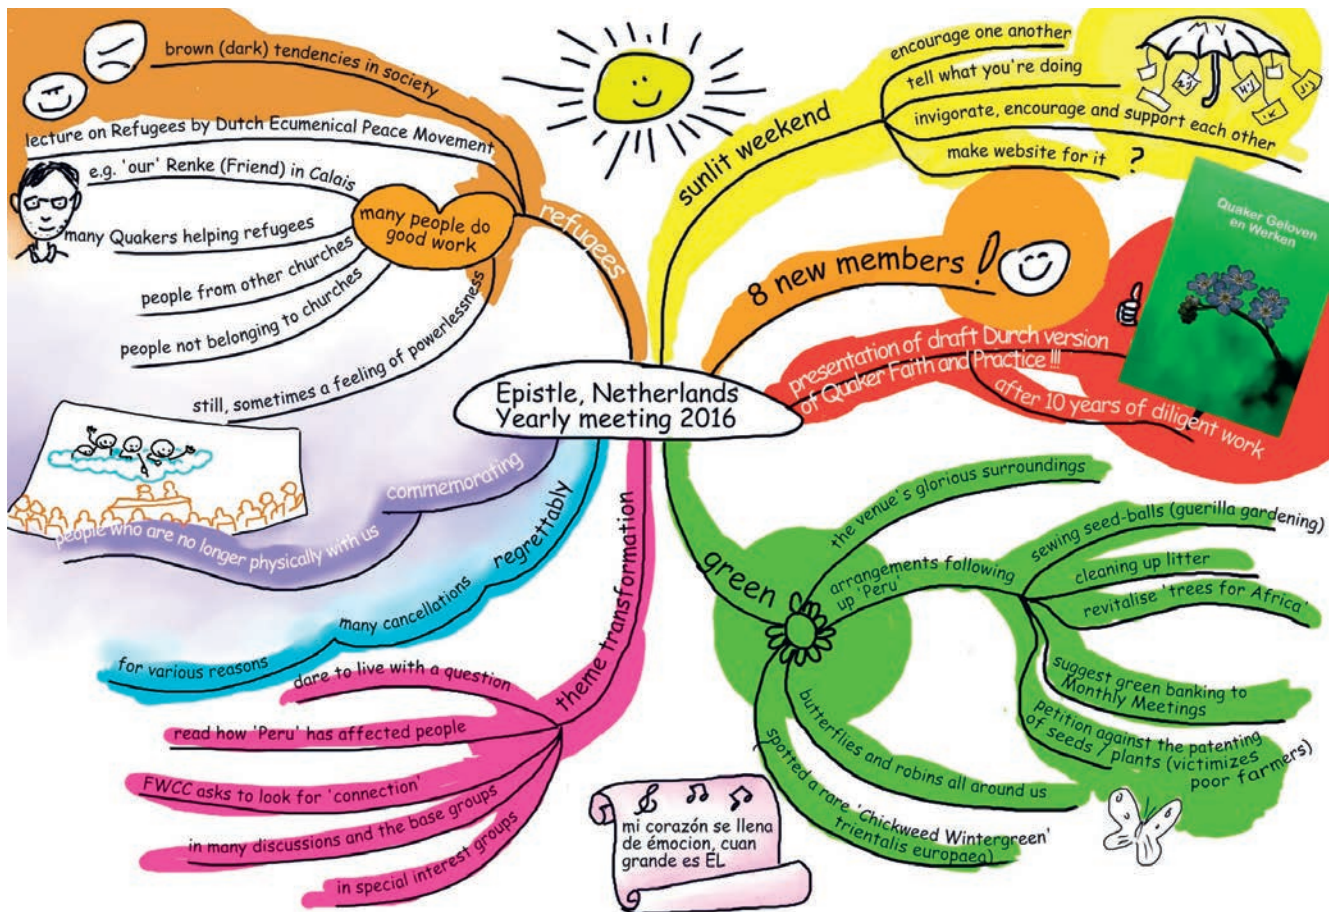 Epistle, Netherlands
Yearly meeting 2016
sunlit weekend
encourage one another
tell what you're doing
invigorate, encourage and support each other
make website for it ?
8 new members !
presentation of draft Durch version
of Quaker Faith and Practice !!!
after 10 years of diligent work
Quaker Geloven
en Werken
green
the venue's glorious surroundings
arrangements following
up 'Peru'
sewing seed-balls (guerilla gardening)
cleaning up litter
revitalise 'trees for Africa'
suggest green banking to
Monthly Meetings
petition against the patenting
of seeds / plants (victimizes
poor farmers)
butterflies and robins all around us
spotted a rare 'Chickweed Wintergreen'
trientalis europaea)
theme transformation
dare to live with a question
read how 'Peru' has affected people
FWCC asks to look for 'connection'
in many discussions and the base groups
in special interest groups
mi corazón se llena
de émocion, cuan
grande es EL
regrettably
many cancellations
for various reasons
commemorating
people who are no longer physically with us
refugees
brown (dark) tendencies in society
lecture on Refugees by Dutch Ecumenical Peace Movement
many people do
good work
e.g. 'our' Renke (Friend) in Calais
many Quakers helping refugees
people from other churches
people not belonging to churches
still, sometimes a feeling of powerlessness